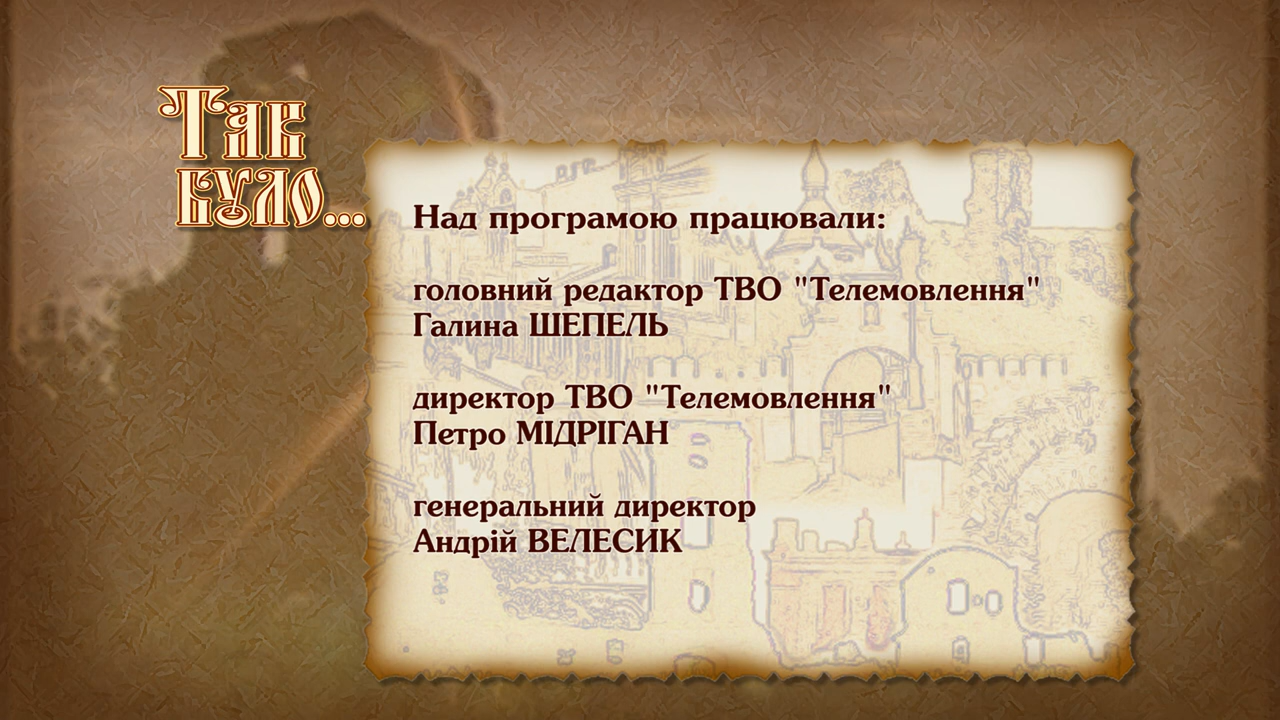 Так
було...
Над програмою працювали:
головний редактор ТВО "Телемовлення"
Галина ШЕПЕЛЬ
директор ТВО "Телемовлення"
Петро МІДРІГАН
генеральний директор
Андрій ВЕЛЕСИК